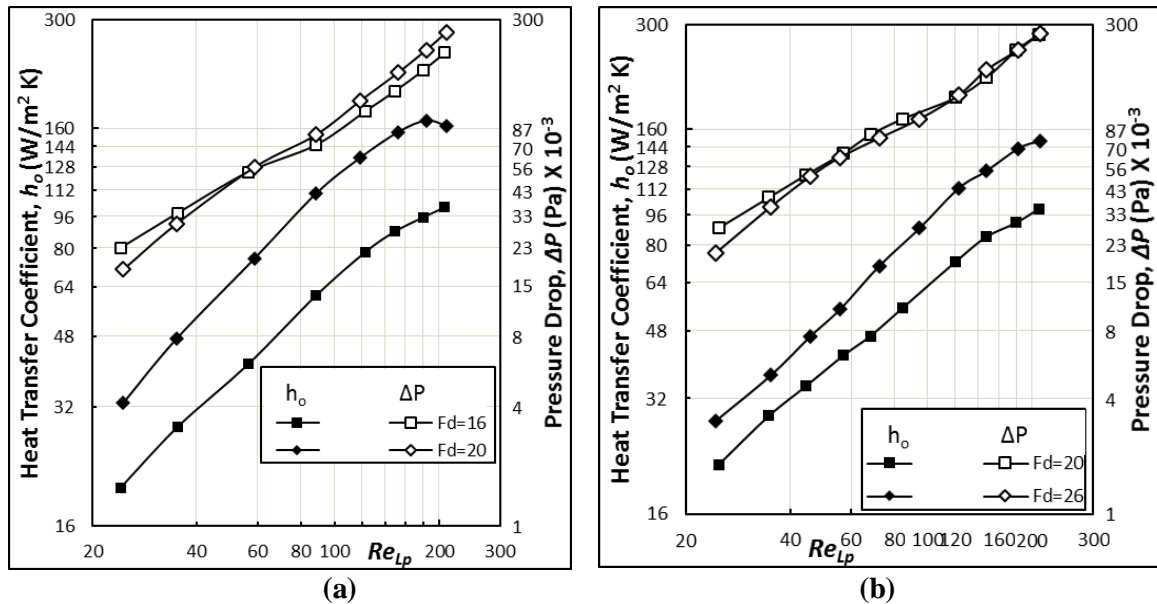 Heat Transfer Coefficient, hₒ (W/m² K)
300
160
144
128
112
96
80
64
48
32
16
300
87
70
56
43
33
23
15
8
4
1
Pressure Drop, ΔP (Pa) X 10⁻³
hₒ ΔP
Fd=16
Fd=20
20 40 60 80 100 200 300
Re_Lp
(a)
Heat Transfer Coefficient, hₒ (W/m² K)
300
160
144
128
112
96
80
64
48
32
16
300
87
70
56
43
33
23
15
8
4
1
Pressure Drop, ΔP (Pa) X 10⁻³
hₒ ΔP
Fd=20
Fd=26
20 40 60 80 100 120 160 200 300
Re_Lp
(b)